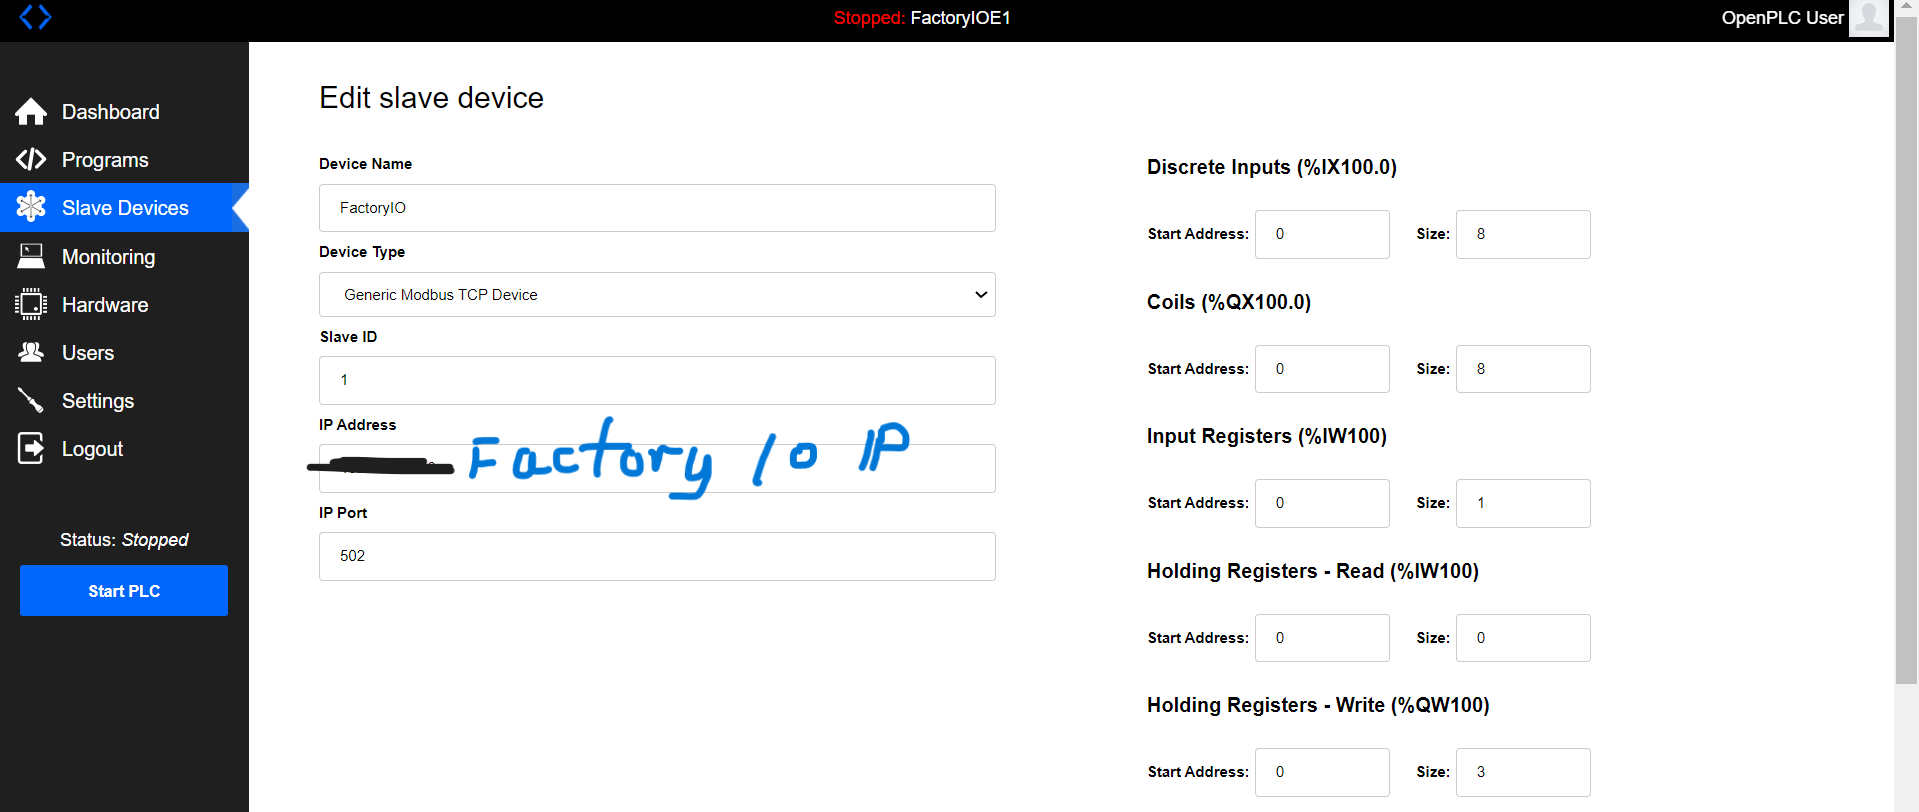 Stopped: FactoryIOE1
OpenPLC User
Dashboard
Programs
Slave Devices
Monitoring
Hardware
Users
Settings
Logout
Status: Stopped
Start PLC
Edit slave device
Device Name
FactoryIO
Device Type
Generic Modbus TCP Device
Slave ID
1
IP Address
Factory IO IP
IP Port
502
Discrete Inputs (%IX100.0)
Start Address: 0 Size: 8
Coils (%QX100.0)
Start Address: 0 Size: 8
Input Registers (%IW100)
Start Address: 0 Size: 1
Holding Registers - Read (%IW100)
Start Address: 0 Size: 0
Holding Registers - Write (%QW100)
Start Address: 0 Size: 3